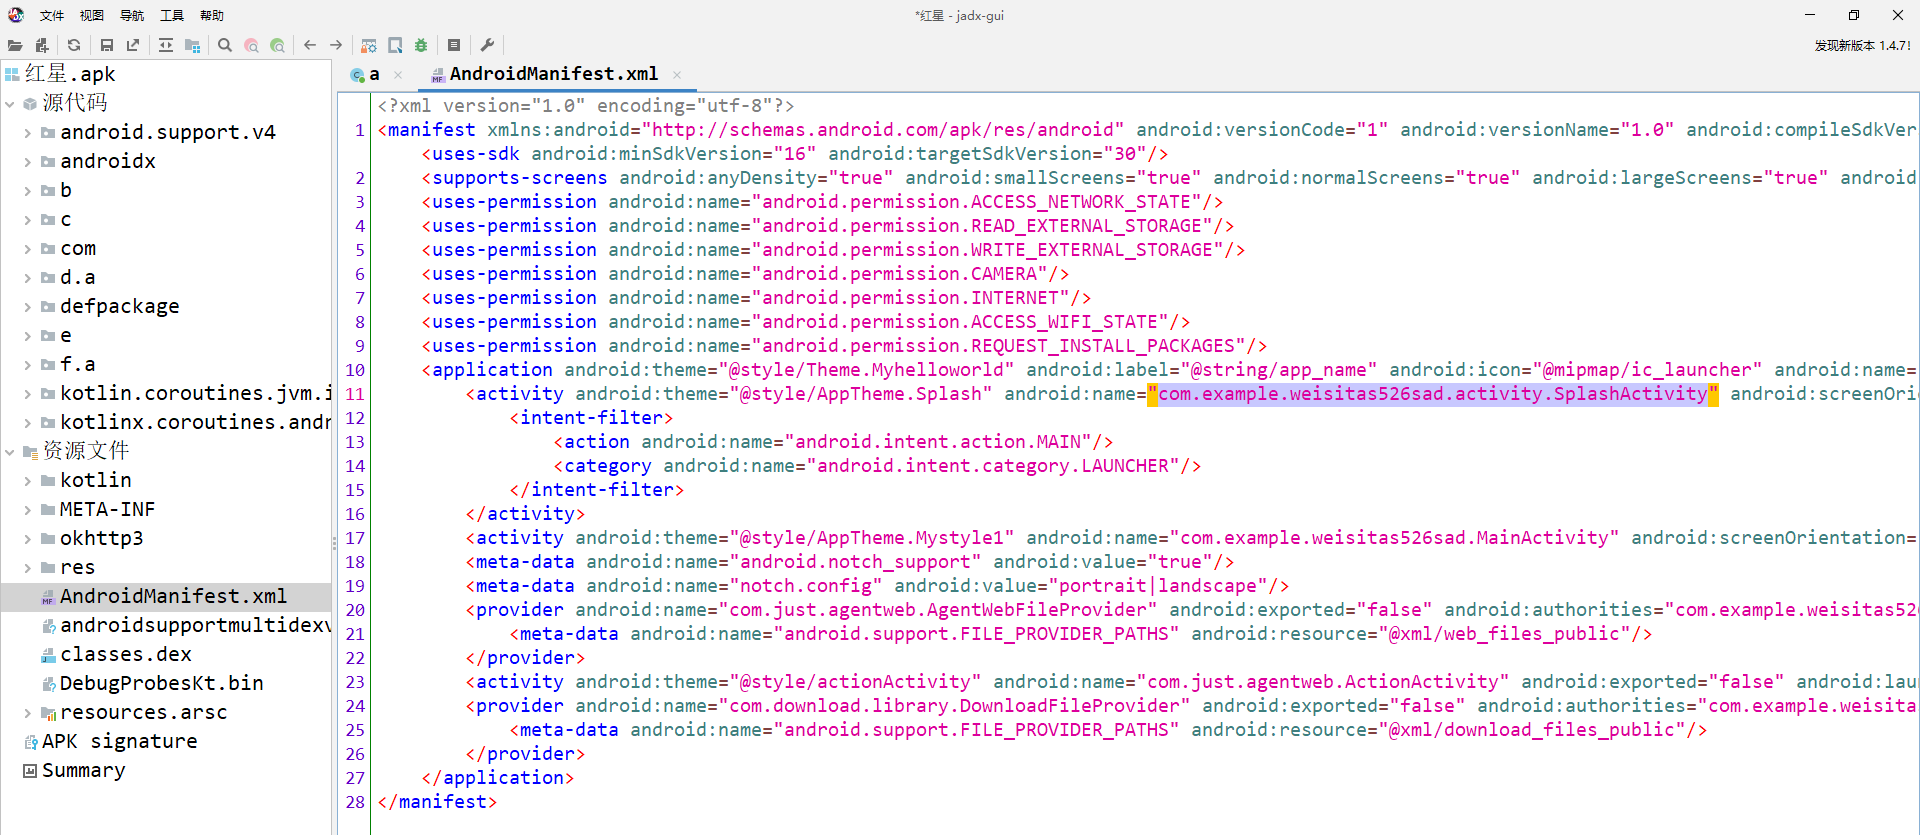 文件 视图 导航 工具 帮助
*红星 - jadx-gui
发现新版本 1.4.7!
红星.apk
源代码
android.support.v4
androidx
b
c
com
d.a
defpackage
e
f.a
kotlin.coroutines.jvm.i
kotlinx.coroutines.andr
资源文件
kotlin
META-INF
okhttp3
res
AndroidManifest.xml
androidsupportmultidexv
classes.dex
DebugProbesKt.bin
resources.arsc
APK signature
Summary
a AndroidManifest.xml
<?xml version="1.0" encoding="utf-8"?>
1 <manifest xmlns:android="http://schemas.android.com/apk/res/android" android:versionCode="1" android:versionName="1.0" android:compileSdkVer
<uses-sdk android:minSdkVersion="16" android:targetSdkVersion="30"/>
2 <supports-screens android:anyDensity="true" android:smallScreens="true" android:normalScreens="true" android:largeScreens="true" android
3 <uses-permission android:name="android.permission.ACCESS_NETWORK_STATE"/>
4 <uses-permission android:name="android.permission.READ_EXTERNAL_STORAGE"/>
5 <uses-permission android:name="android.permission.WRITE_EXTERNAL_STORAGE"/>
6 <uses-permission android:name="android.permission.CAMERA"/>
7 <uses-permission android:name="android.permission.INTERNET"/>
8 <uses-permission android:name="android.permission.ACCESS_WIFI_STATE"/>
9 <uses-permission android:name="android.permission.REQUEST_INSTALL_PACKAGES"/>
10 <application android:theme="@style/Theme.Myhelloworld" android:label="@string/app_name" android:icon="@mipmap/ic_launcher" android:name=
11 <activity android:theme="@style/AppTheme.Splash" android:name="com.example.weisitas526sad.activity.SplashActivity" android:screenOri
12 <intent-filter>
13 <action android:name="android.intent.action.MAIN"/>
14 <category android:name="android.intent.category.LAUNCHER"/>
15 </intent-filter>
16 </activity>
17 <activity android:theme="@style/AppTheme.Mystyle1" android:name="com.example.weisitas526sad.MainActivity" android:screenOrientation=
18 <meta-data android:name="android.notch_support" android:value="true"/>
19 <meta-data android:name="notch.config" android:value="portrait|landscape"/>
20 <provider android:name="com.just.agentweb.AgentWebFileProvider" android:exported="false" android:authorities="com.example.weisitas52
21 <meta-data android:name="android.support.FILE_PROVIDER_PATHS" android:resource="@xml/web_files_public"/>
22 </provider>
23 <activity android:theme="@style/actionActivity" android:name="com.just.agentweb.ActionActivity" android:exported="false" android:lau
24 <provider android:name="com.download.library.DownloadFileProvider" android:exported="false" android:authorities="com.example.weisita
25 <meta-data android:name="android.support.FILE_PROVIDER_PATHS" android:resource="@xml/download_files_public"/>
26 </provider>
27 </application>
28 </manifest>